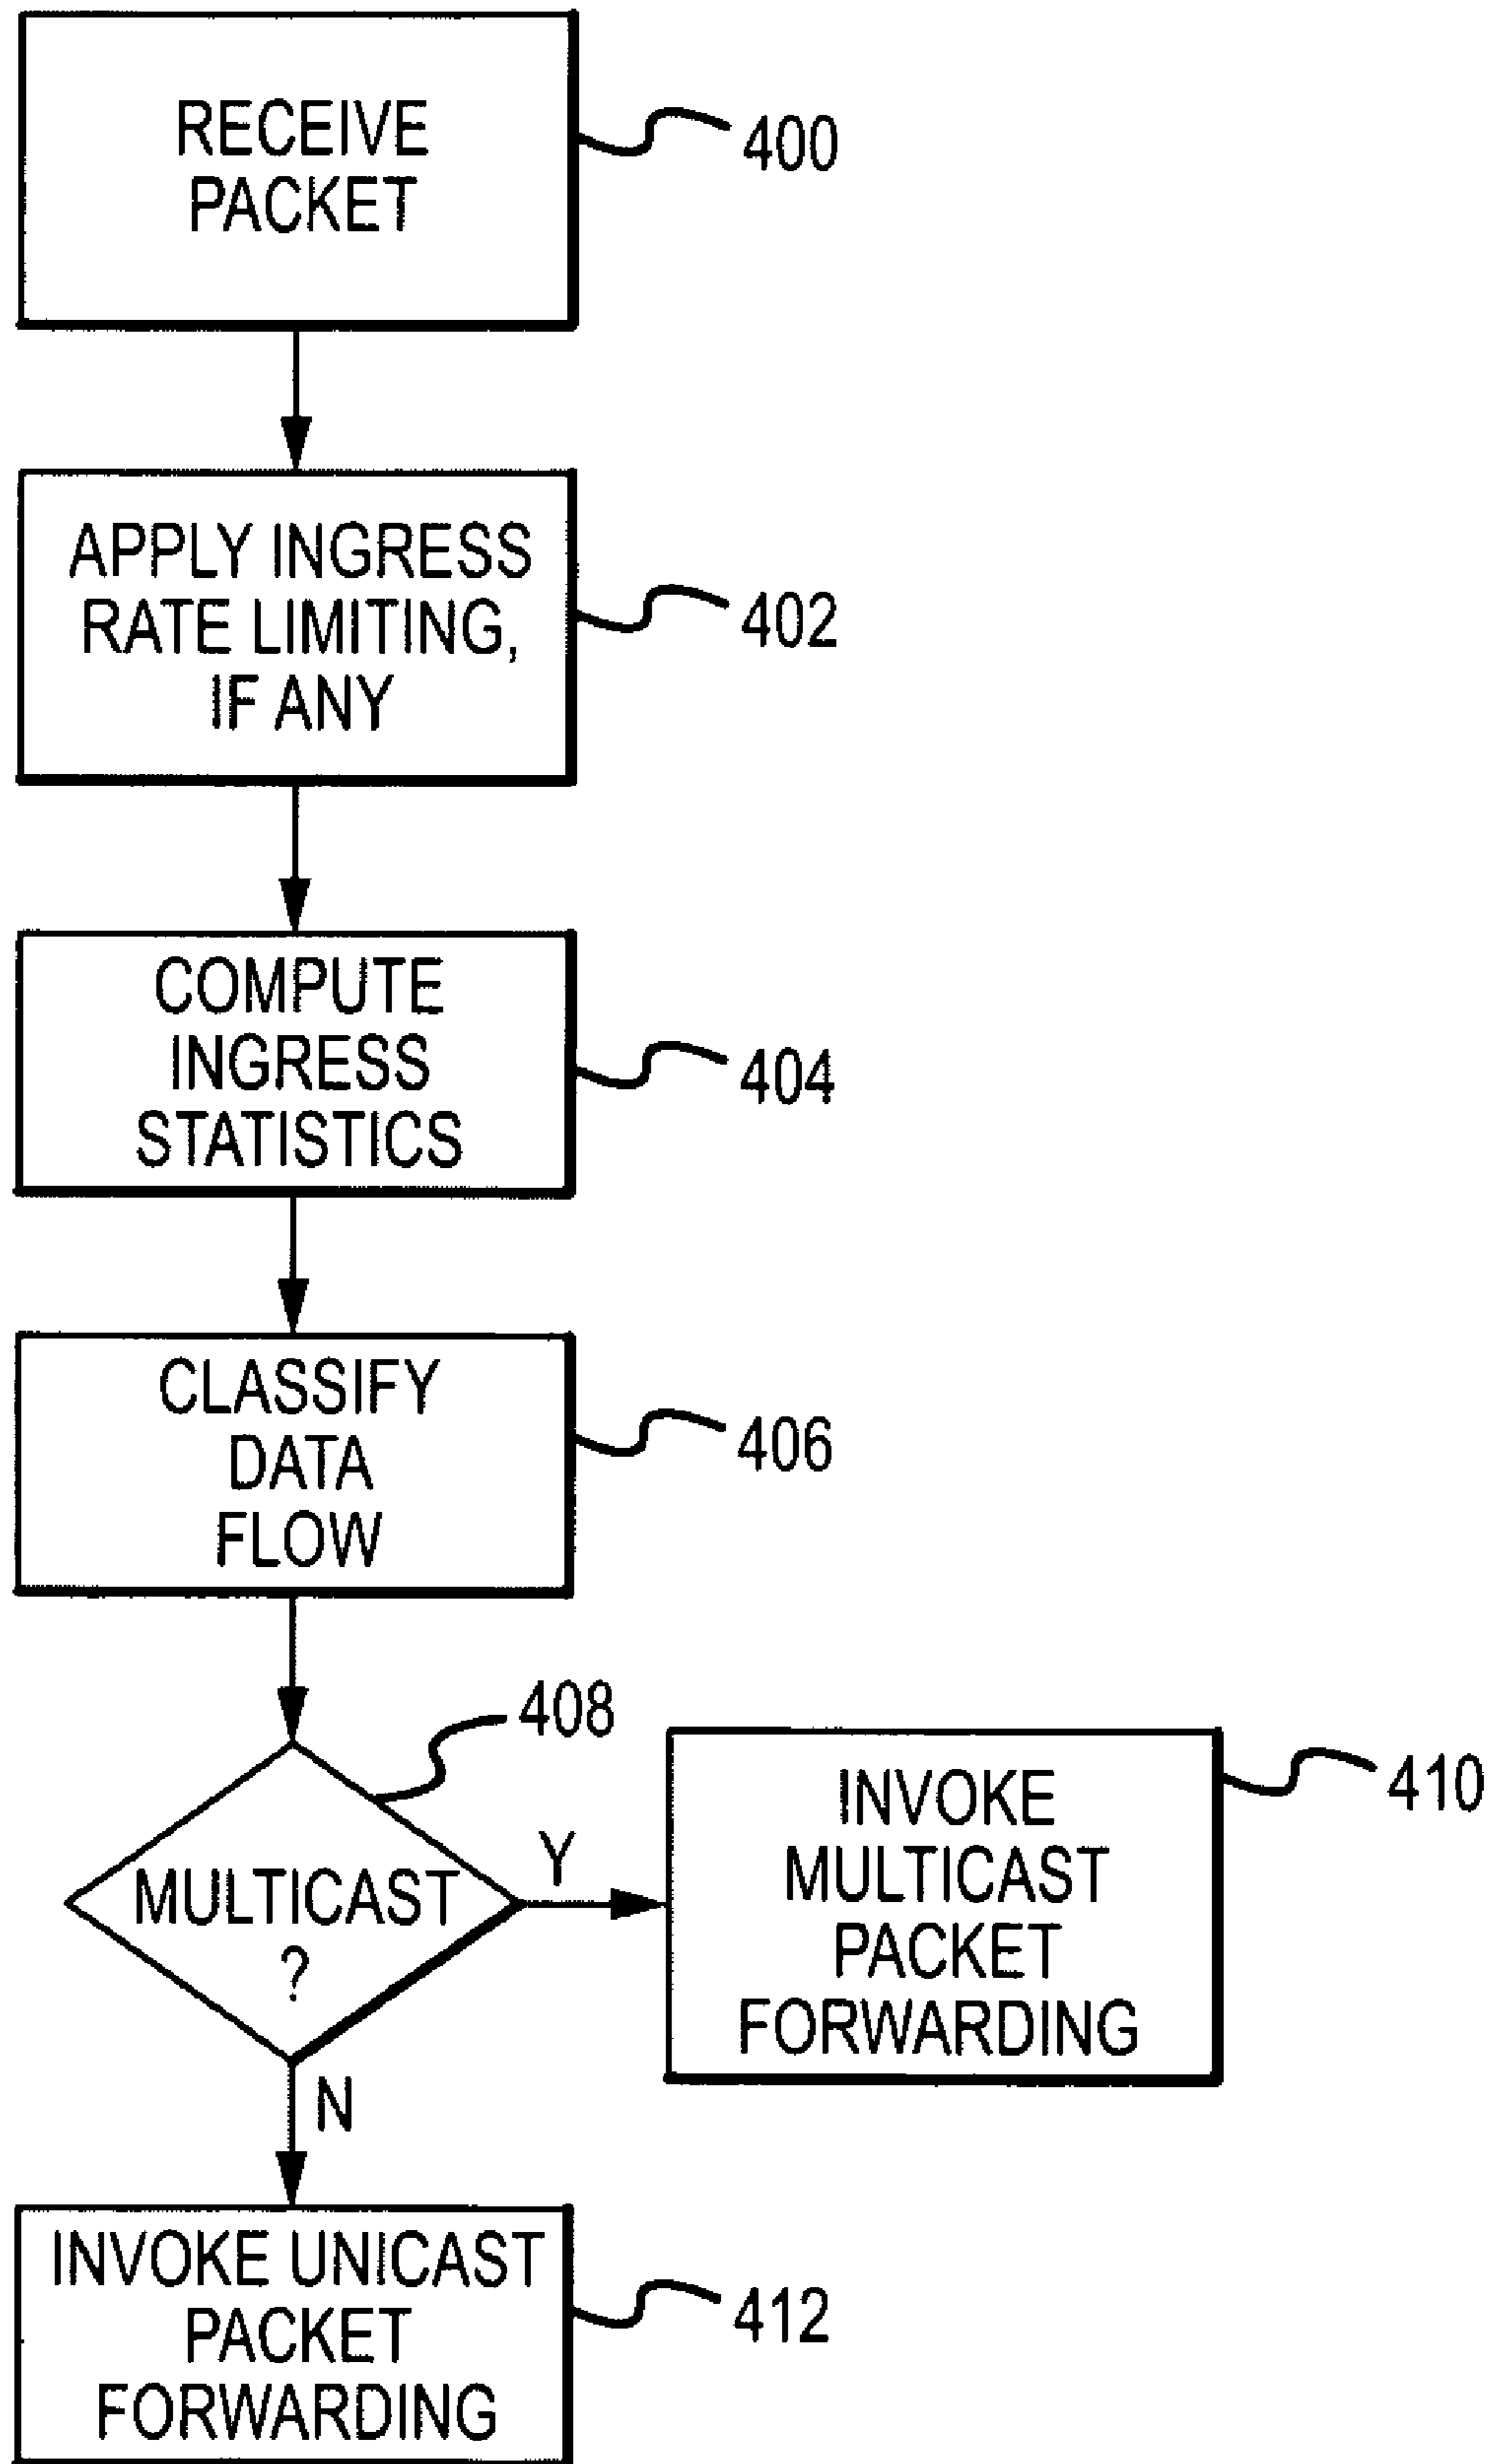 RECEIVE
PACKET
400
APPLY INGRESS
RATE LIMITING,
IF ANY
402
COMPUTE
INGRESS
STATISTICS
404
CLASSIFY
DATA
FLOW
406
408
MULTICAST
?
Y
N
INVOKE
MULTICAST
PACKET
FORWARDING
410
INVOKE UNICAST
PACKET
FORWARDING
412